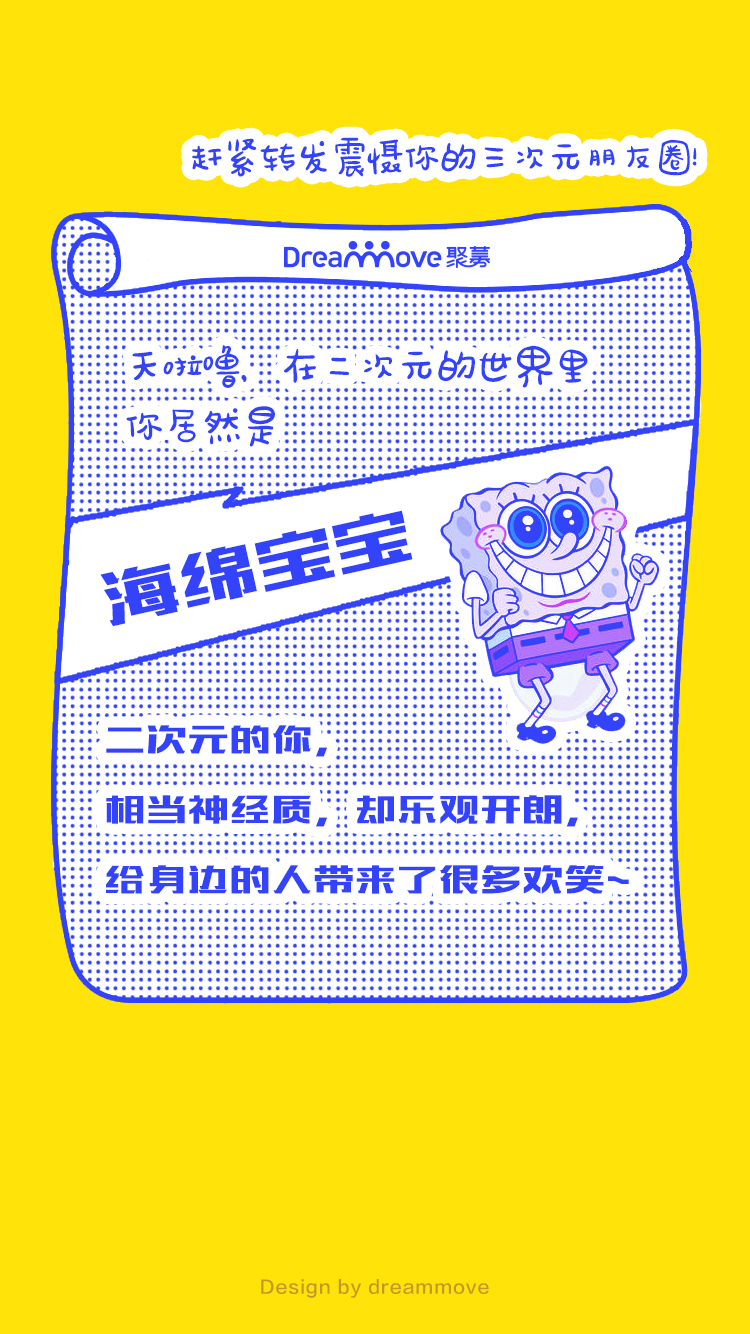 赶紧转发震慑你的三次元朋友圈!
Dreammove聚募
天啦噜,在二次元的世界里
你居然是
海绵宝宝
二次元的你,
相当神经质,却乐观开朗,
给身边的人带来了很多欢笑~
Design by dreammove